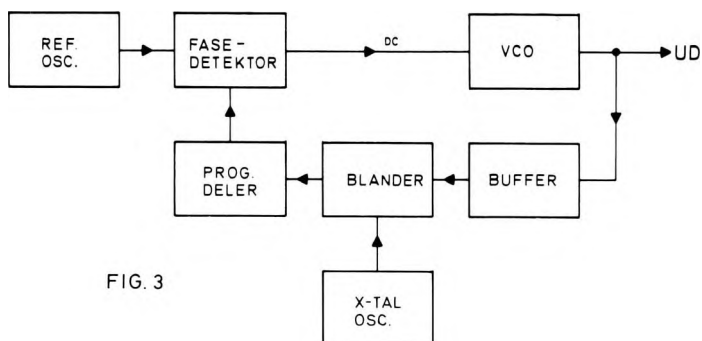 REF.
OSC.
FASE-
DETEKTOR
DC
VCO
UD
PROG.
DELER
BLANDER
BUFFER
X-TAL
OSC.
FIG. 3